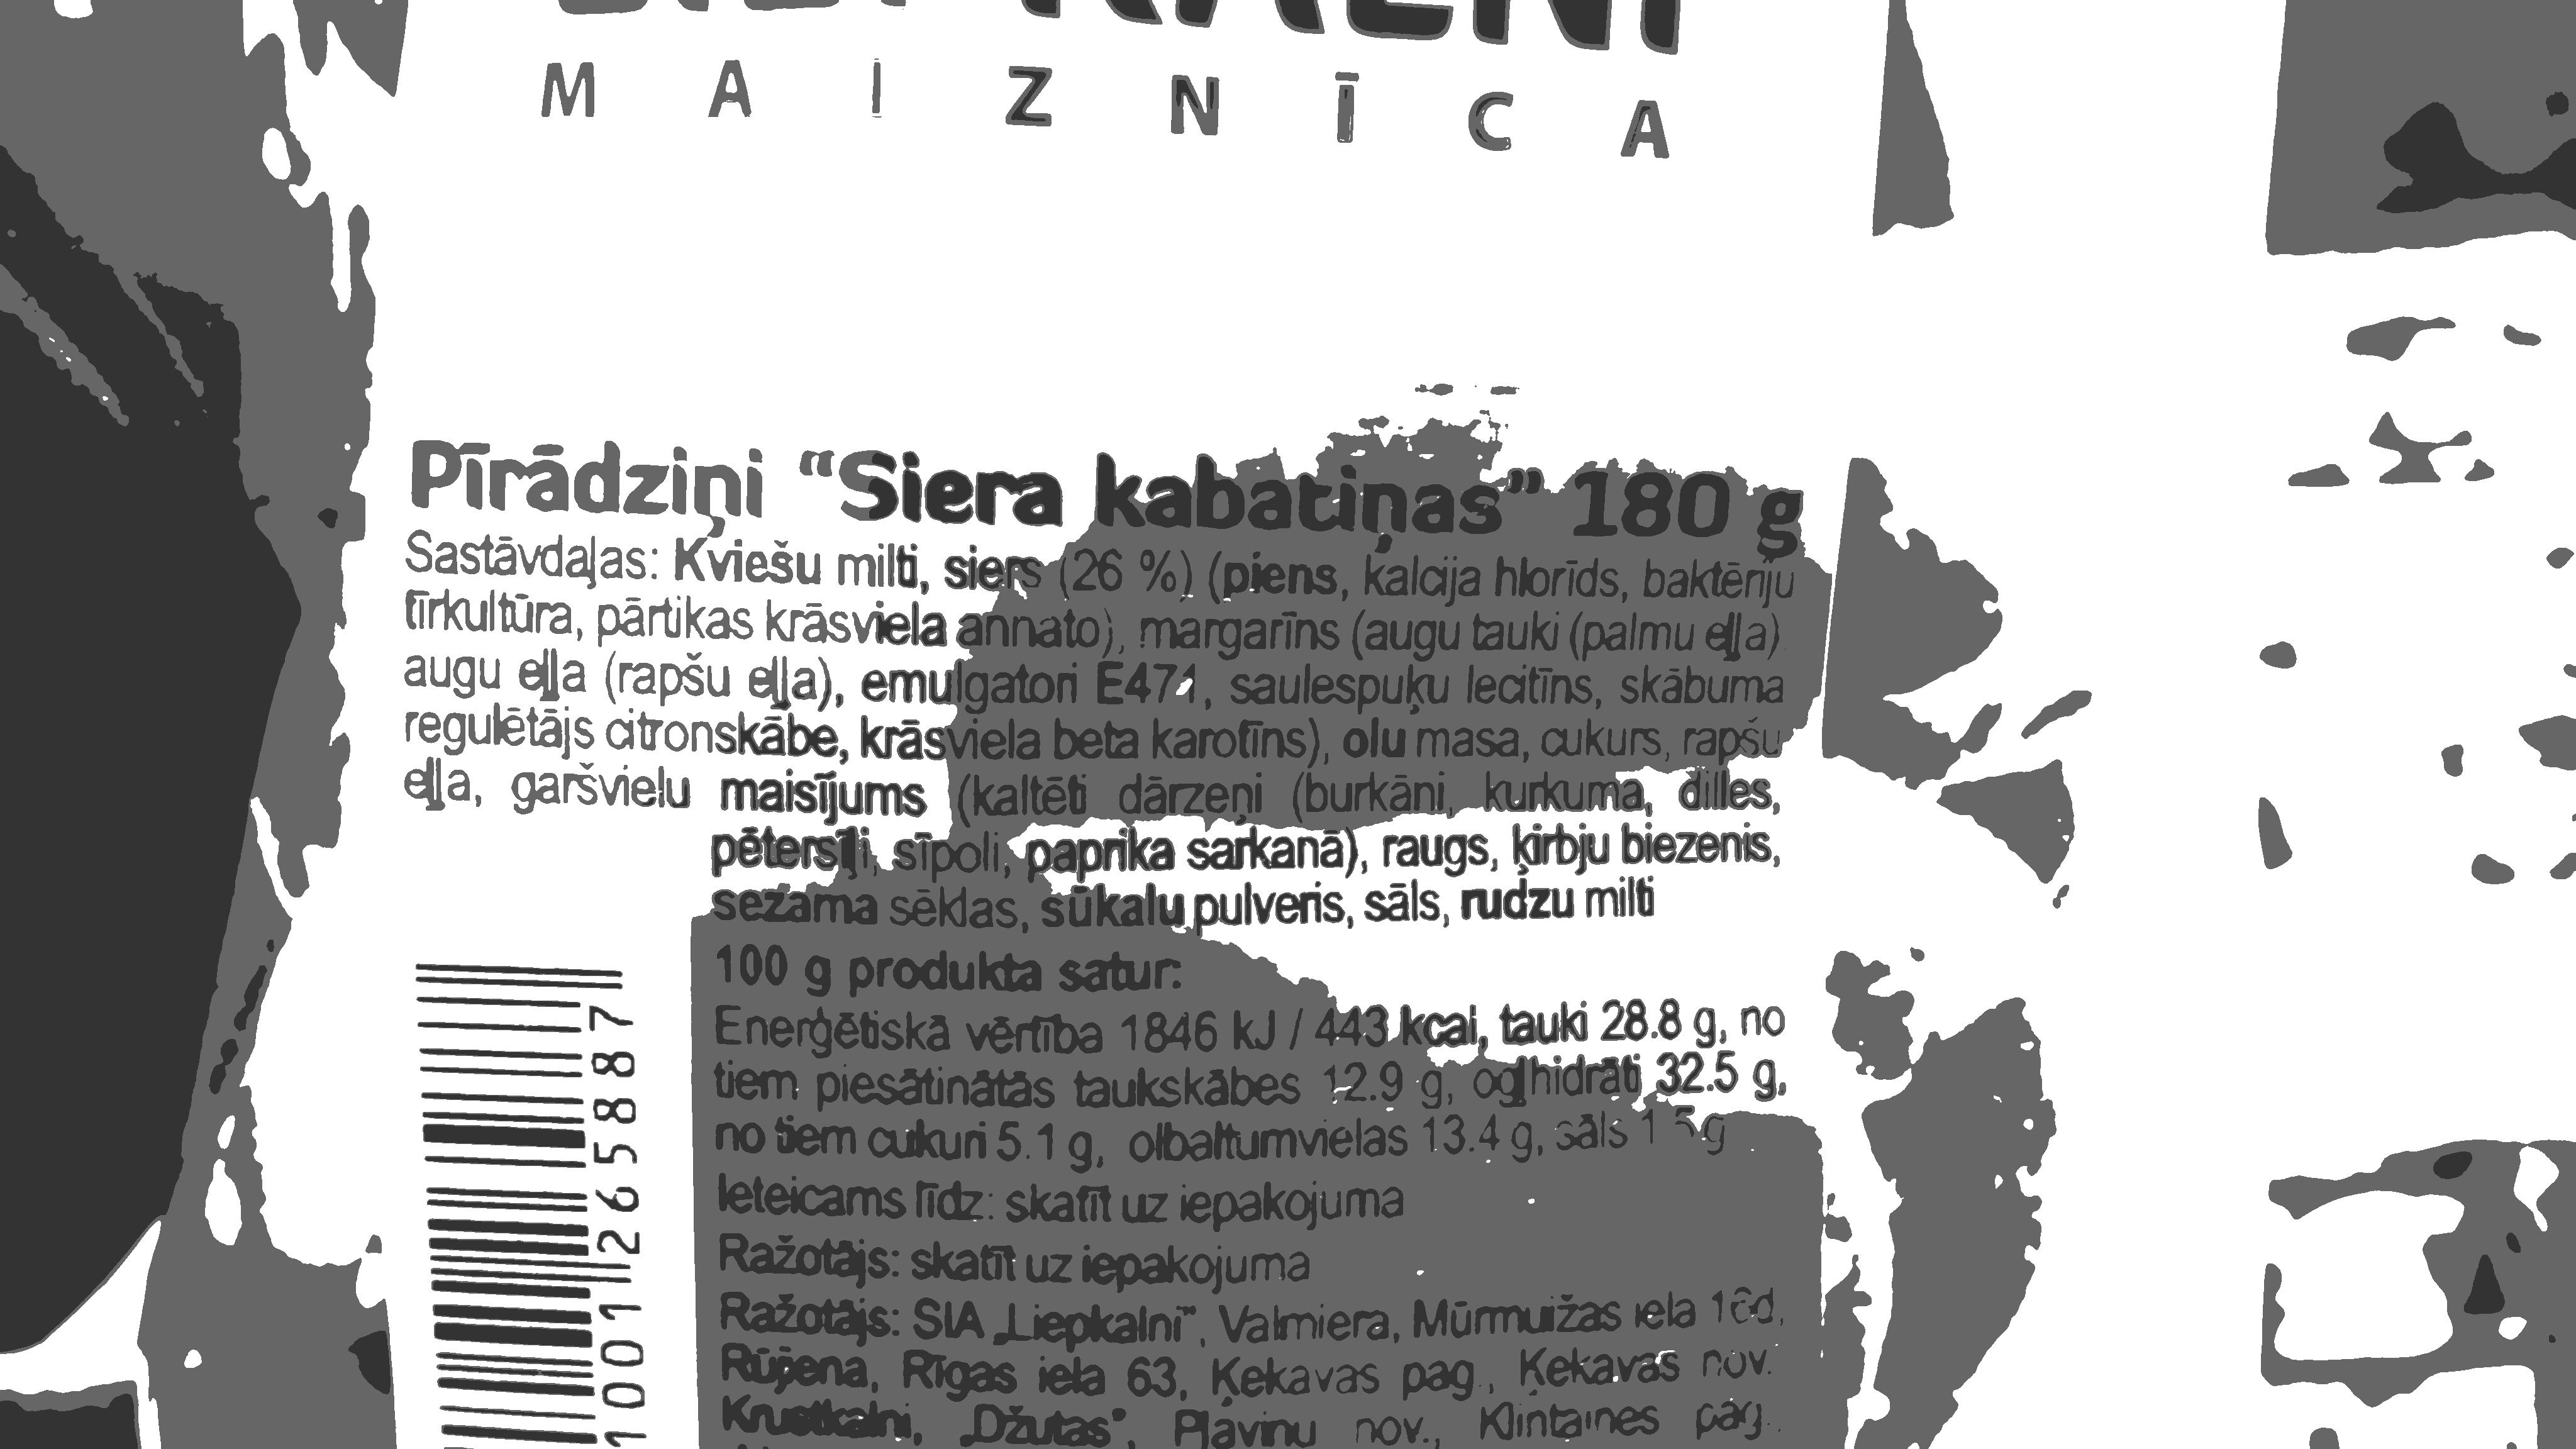 MAIZNĪCA
Pīrādziņi "Siera kabatiņas" 180 g
Sastāvdaļas: Kviešu milti, siers (26 %) (piens, kalcija hlorīds, baktēriju
tīrkultūra, pārtikas krāsviela annato), margarīns (augu tauki (palmu eļļa)
augu eļļa (rapšu eļļa), emulgatori E471, saulespuķu lecitīns, skābuma
regulētājs citronskābe, krāsviela beta karotīns), olu masa, cukurs, rapšu
eļļa, garšvielu maisījums (kaltēti dārzeņi (burkāni, kurkuma, dilles,
pētersīļi, sīpoli, paprika sarkanā), raugs, ķirbju biezenis,
sezama sēklas, sūkalu pulveris, sāls, rudzu milti
100 g produkta satur:
Enerģētiskā vērtība 1846 kJ / 443 kcal, tauki 28.8 g, no
tiem piesātinātās taukskābes 12.9 g, ogļhidrāti 32.5 g,
no tiem cukuri 5.1 g, olbaltumvielas 13.4 g, sāls
Ieteicams līdz: skatīt uz iepakojuma
Ražotājs: skatīt uz iepakojuma
Ražotājs: SIA „Liepkalni", Valmiera, Mūrmuižas iela
Rūjiena, Rīgas iela 63, Ķekavas pag., Ķekavas nov.
Krustkalni, „Džutas", Pļaviņu nov., Klintaines pag.
1001265887